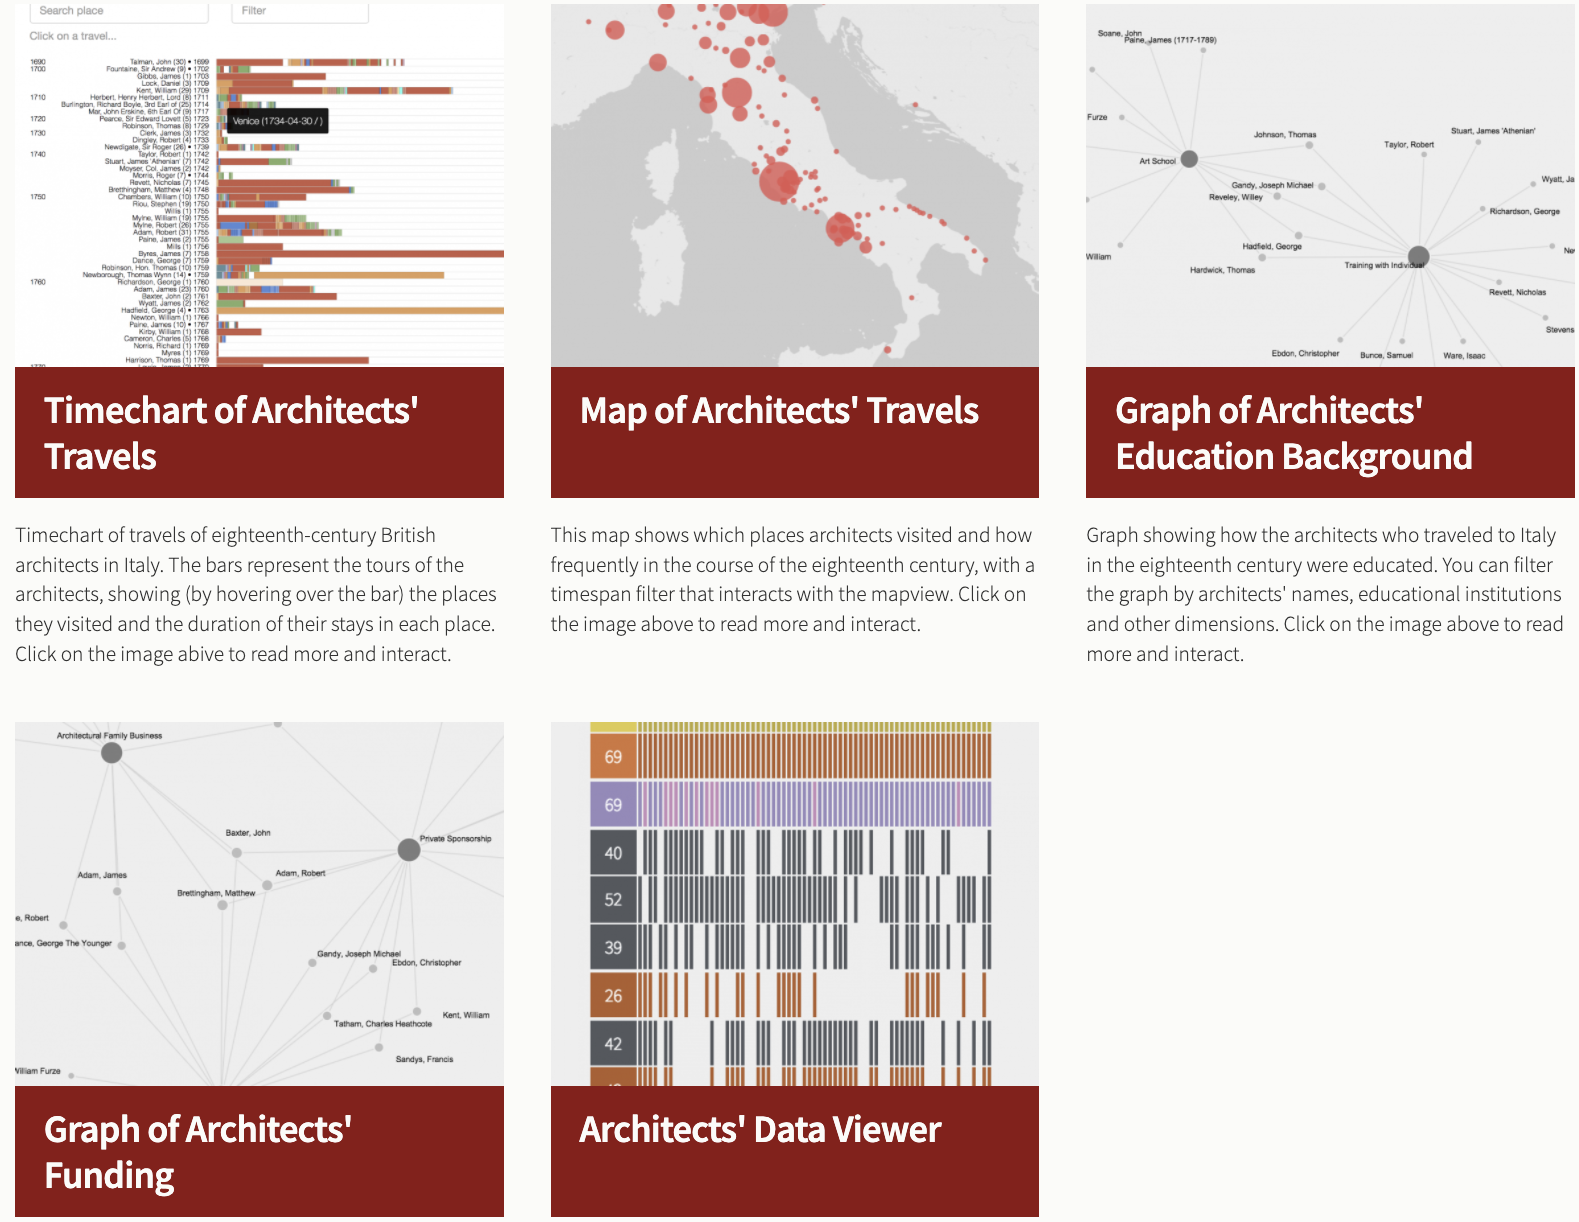 Search place
Filter
Click on a travel...
1690 Talman, John (30) • 1699
1700 Fountaine, Sir Andrew (9) • 1702
Gibbs, James (1) 1703
Lock, Daniel (3) 1709
Kent, William (29) 1709
1710 Herbert, Henry Herbert, Lord (8) 1711
Burlington, Richard Boyle, 3rd Earl of (25) 1714
Mar, John Erskine, 6th Earl Of (9) 1717
1720 Pearce, Sir Edward Lovett (5) 1723
Robinson, Thomas (8) 1729
1730 Clerk, James (3) 1732
Dingley, Robert (4) 1733
Newdigate, Sir Roger (26) • 1739
1740 Taylor, Robert (1) 1742
Stuart, James 'Athenian' (7) 1742
Moyser, Col. James (2) 1742
Morris, Roger (7) • 1744
Revett, Nicholas (7) 1745
Bretthingham, Matthew (4) 1748
1750 Chambers, William (10) 1750
Riou, Stephen (19) 1750
Willis (1) 1755
Mylne, William (19) 1755
Mylne, Robert (26) 1755
Adam, Robert (31) 1755
Paine, James (2) 1755
Mills (1) 1756
Byres, James (7) 1758
Dance, George (7) 1759
Robinson, Hon. Thomas (10) 1759
Newborough, Thomas Wynn (14) • 1759
1760 Richardson, George (1) 1760
Adam, James (23) 1760
Baxter, John (2) 1761
Wyatt, James (2) 1762
Hadfield, George (4) • 1763
Newton, William (1) 1766
Paine, James (10) • 1767
Kirby, William (1) 1768
Cameron, Charles (5) 1768
Norris, Richard (1) 1769
Myres (1) 1769
Harrison, Thomas (1) 1769
Venice (1734-04-30 / )
Timechart of Architects'
Travels
Timechart of travels of eighteenth-century British
architects in Italy. The bars represent the tours of the
architects, showing (by hovering over the bar) the places
they visited and the duration of their stays in each place.
Click on the image abive to read more and interact.
Map of Architects' Travels
This map shows which places architects visited and how
frequently in the course of the eighteenth century, with a
timespan filter that interacts with the mapview. Click on
the image above to read more and interact.
Soane, John
Paine, James (1717-1789)
Furze
Johnson, Thomas
Stuart, James 'Athenian'
Taylor, Robert
Art School
Gandy, Joseph Michael
Wyatt, Ja
Reveley, Willey
Richardson, George
Hadfield, George
William
Nev
Hardwick, Thomas
Training with Individual
Revett, Nicholas
Stevens
Ebdon, Christopher
Bunce, Samuel
Ware, Isaac
Graph of Architects'
Education Background
Graph showing how the architects who traveled to Italy
in the eighteenth century were educated. You can filter
the graph by architects' names, educational institutions
and other dimensions. Click on the image above to read
more and interact.
Architectural Family Business
Baxter, John
Private Sponsorship
Adam, James
Adam, Robert
Brettingham, Matthew
e, Robert
ance, George The Younger
Gandy, Joseph Michael
Ebdon, Christopher
Kent, William
Tatham, Charles Heathcote
Sandys, Francis
William Furze
Graph of Architects'
Funding
69
69
40
52
39
26
42
Architects' Data Viewer